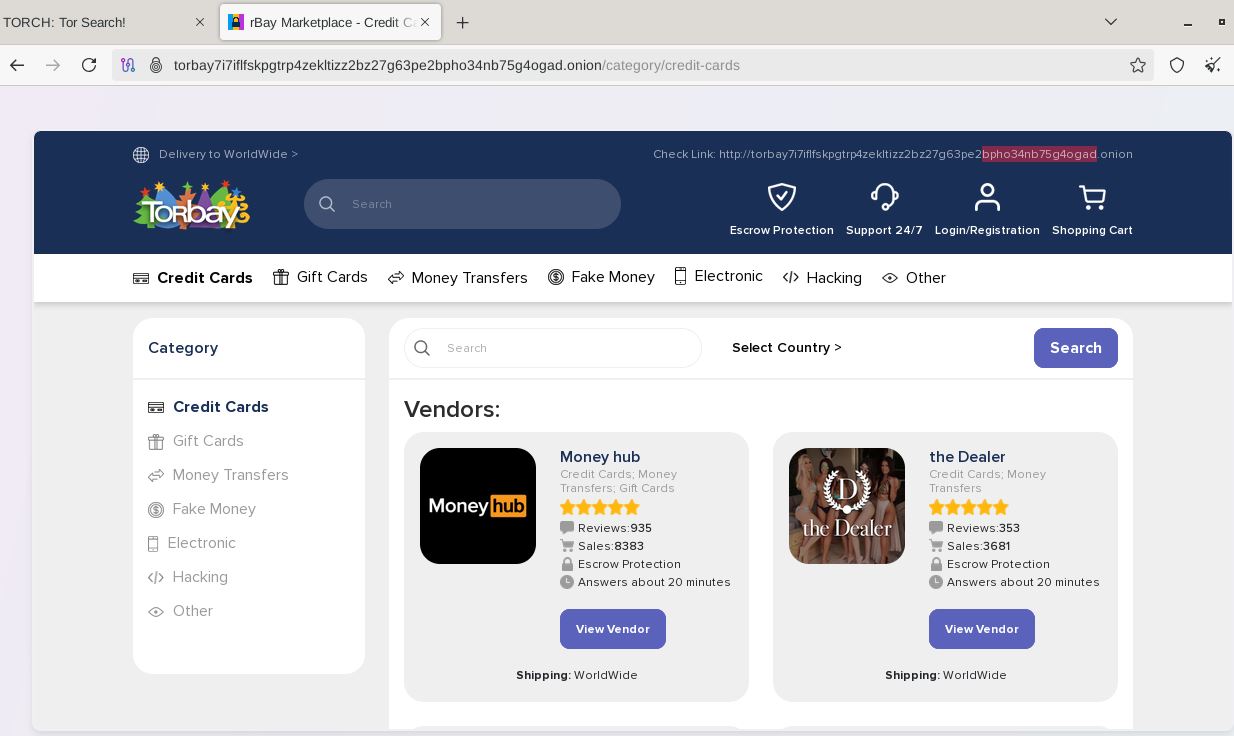 TORCH: Tor Search!
rBay Marketplace - Credit Ca
torbay7i7iflfskpgtrp4zekltizz2bz27g63pe2bpho34nb75g4ogad.onion/category/credit-cards
Delivery to WorldWide >
Check Link: http://torbay7i7iflfskpgtrp4zekltizz2bz27g63pe2bpho34nb75g4ogad.onion
Torbay
Search
Escrow Protection
Support 24/7
Login/Registration
Shopping Cart
Credit Cards
Gift Cards
Money Transfers
Fake Money
Electronic
Hacking
Other
Category
Credit Cards
Gift Cards
Money Transfers
Fake Money
Electronic
Hacking
Other
Search
Select Country >
Search
Vendors:
Money hub
Money hub
Credit Cards; Money
Transfers; Gift Cards
Reviews:935
Sales:8383
Escrow Protection
Answers about 20 minutes
View Vendor
Shipping: WorldWide
D
the Dealer
the Dealer
Credit Cards; Money
Transfers
Reviews:353
Sales:3681
Escrow Protection
Answers about 20 minutes
View Vendor
Shipping: WorldWide